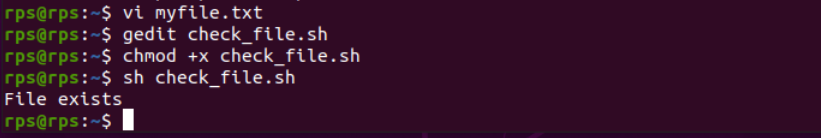 rps@rps:~$ vi myfile.txt
rps@rps:~$ gedit check_file.sh
rps@rps:~$ chmod +x check_file.sh
rps@rps:~$ sh check_file.sh
File exists
rps@rps:~$